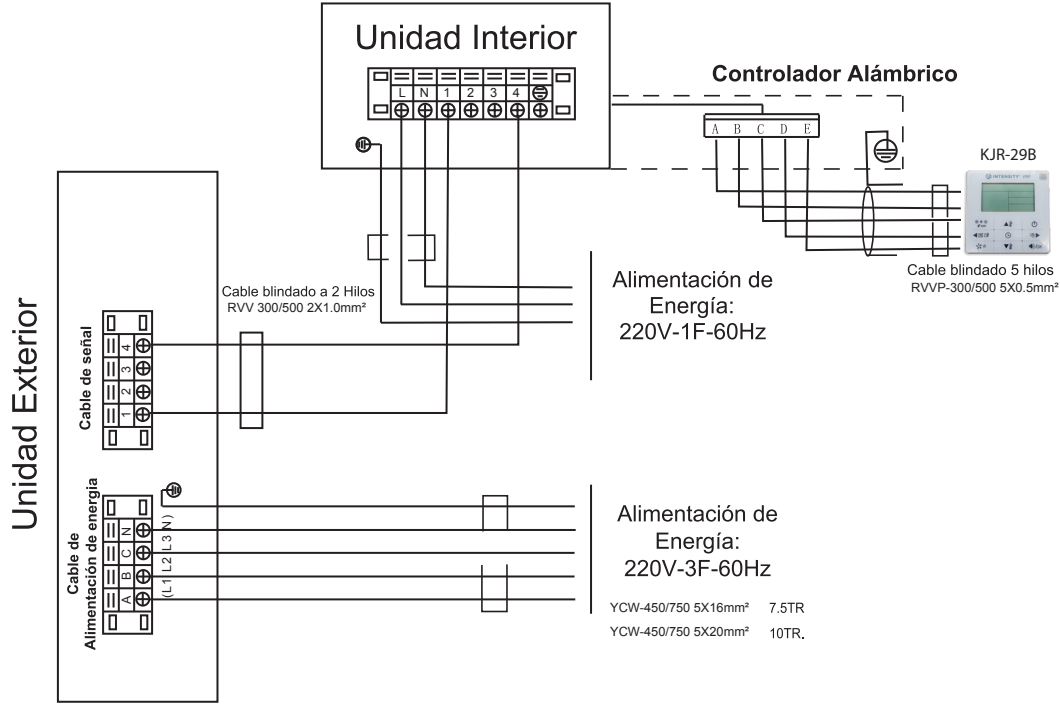 Unidad Interior
L N 1 2 3 4
Controlador Alámbrico
A B C D E
KJR-29B
INTENSITY
Cable blindado 5 hilos
RVVP-300/500 5X0.5mm²
Alimentación de
Energía:
220V-1F-60Hz
Cable blindado a 2 Hilos
RVV 300/500 2X1.0mm²
Unidad Exterior
Cable de señal
4 3 2 1
Cable de
Alimentación de energia
N C B A
(L1 L2 L3 N)
Alimentación de
Energía:
220V-3F-60Hz
YCW-450/750 5X16mm² 7.5TR
YCW-450/750 5X20mm² 10TR.